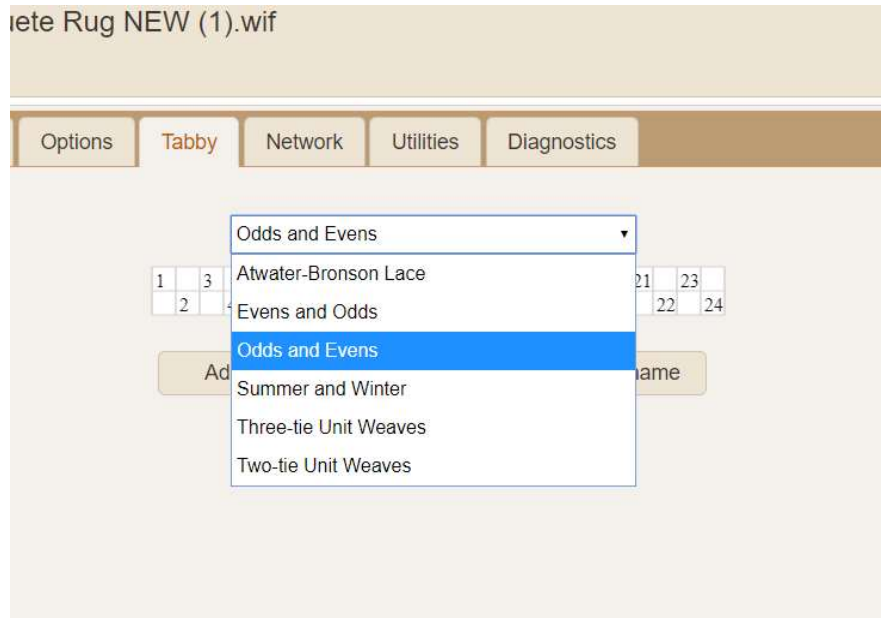 uete Rug NEW (1).wif
Options Tabby Network Utilities Diagnostics
Odds and Evens
Atwater-Bronson Lace
1 3 21 23
Evens and Odds
2 22 24
Odds and Evens
Ad ame
Summer and Winter
Three-tie Unit Weaves
Two-tie Unit Weaves